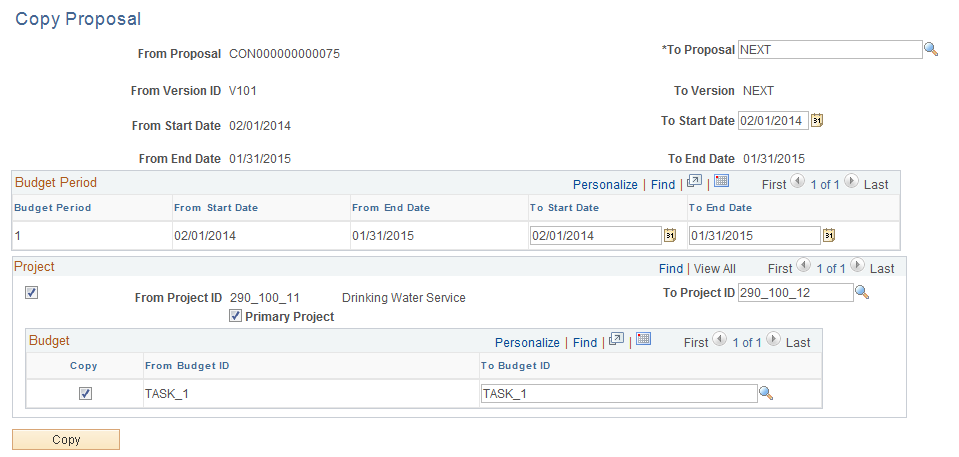 Copy Proposal
From Proposal CON000000000075 *To Proposal NEXT
From Version ID V101 To Version NEXT
From Start Date 02/01/2014 To Start Date 02/01/2014 31
From End Date 01/31/2015 To End Date 01/31/2015
Budget Period Personalize | Find | | First 1 of 1 Last
Budget Period From Start Date From End Date To Start Date To End Date
1 02/01/2014 01/31/2015 02/01/2014 31 01/31/2015 31
Project Find | View All First 1 of 1 Last
From Project ID 290_100_11 Drinking Water Service To Project ID 290_100_12
Primary Project
Budget Personalize | Find | | First 1 of 1 Last
Copy From Budget ID To Budget ID
TASK_1 TASK_1
Copy